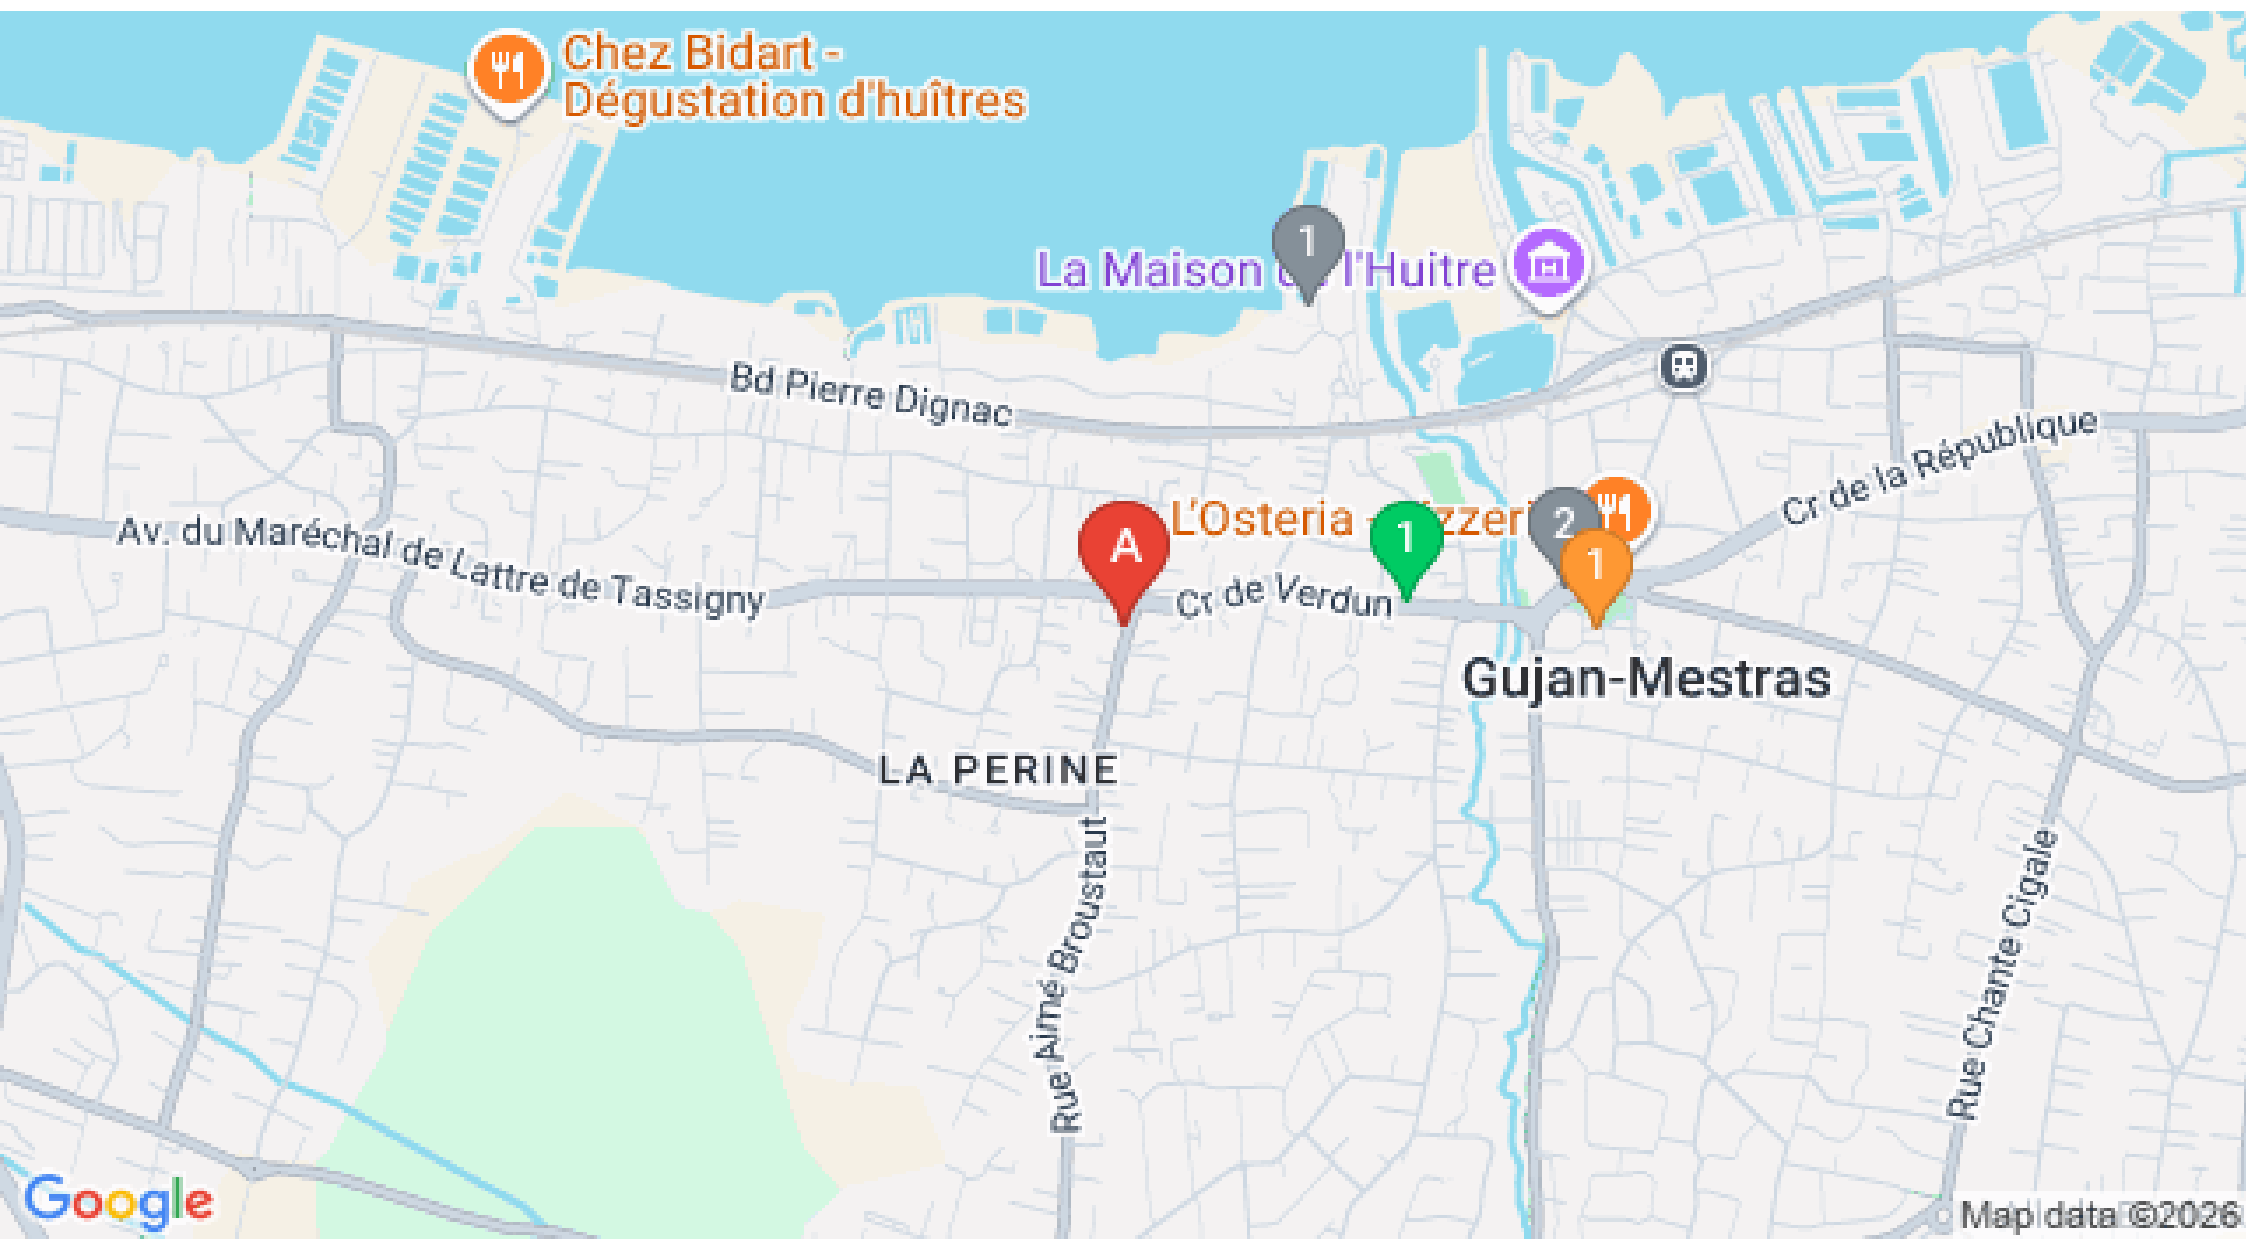 Chez Bidart -
Dégustation d'huîtres
1
La Maison l'Huitre
Bd Pierre Dignac
Cr de la République
Av. du Maréchal de Lattre de Tassigny
A
L'Osteria -
1
2
1
Cr de Verdun
Gujan-Mestras
LA PERINE
Rue Aimé Broustaut
Rue Chante Cigale
Google
Map data ©2026